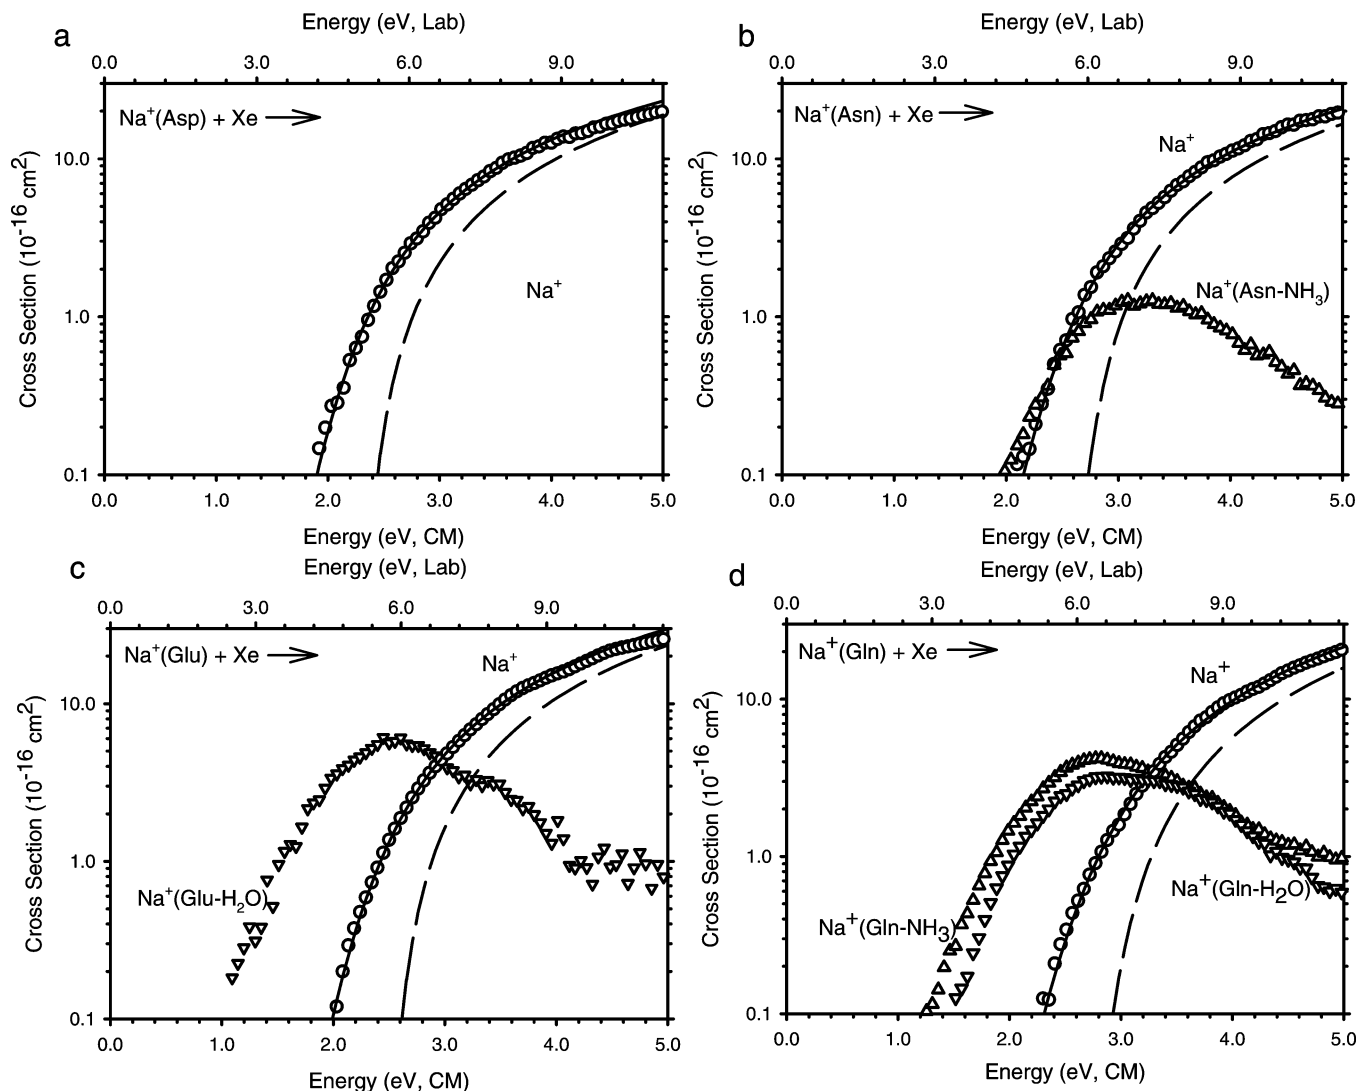 a
Energy (eV, Lab)
0.0 3.0 6.0 9.0
Na⁺(Asp) + Xe
Cross Section (10⁻¹⁶ cm²)
10.0
1.0
0.1
Na⁺
0.0 1.0 2.0 3.0 4.0 5.0
Energy (eV, CM)
b
Energy (eV, Lab)
0.0 3.0 6.0 9.0
Na⁺(Asn) + Xe
Na⁺
Cross Section (10⁻¹⁶ cm²)
10.0
1.0
0.1
Na⁺(Asn-NH₃)
0.0 1.0 2.0 3.0 4.0 5.0
Energy (eV, CM)
c
Energy (eV, Lab)
0.0 3.0 6.0 9.0
Na⁺(Glu) + Xe
Na⁺
Cross Section (10⁻¹⁶ cm²)
10.0
1.0
0.1
Na⁺(Glu-H₂O)
0.0 1.0 2.0 3.0 4.0 5.0
Energy (eV, CM)
d
Energy (eV, Lab)
0.0 3.0 6.0 9.0
Na⁺(Gln) + Xe
Na⁺
Cross Section (10⁻¹⁶ cm²)
10.0
1.0
0.1
Na⁺(Gln-H₂O)
Na⁺(Gln-NH₃)
0.0 1.0 2.0 3.0 4.0 5.0
Energy (eV, CM)